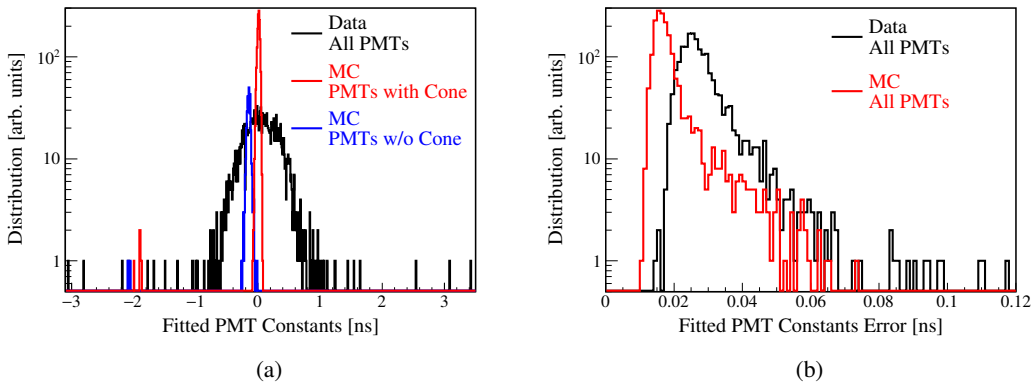 Distribution [arb. units]
10²
10
1
Data
All PMTs
MC
PMTs with Cone
MC
PMTs w/o Cone
−3 −2 −1 0 1 2 3
Fitted PMT Constants [ns]
(a)
Distribution [arb. units]
10²
10
1
Data
All PMTs
MC
All PMTs
0 0.02 0.04 0.06 0.08 0.1 0.12
Fitted PMT Constants Error [ns]
(b)